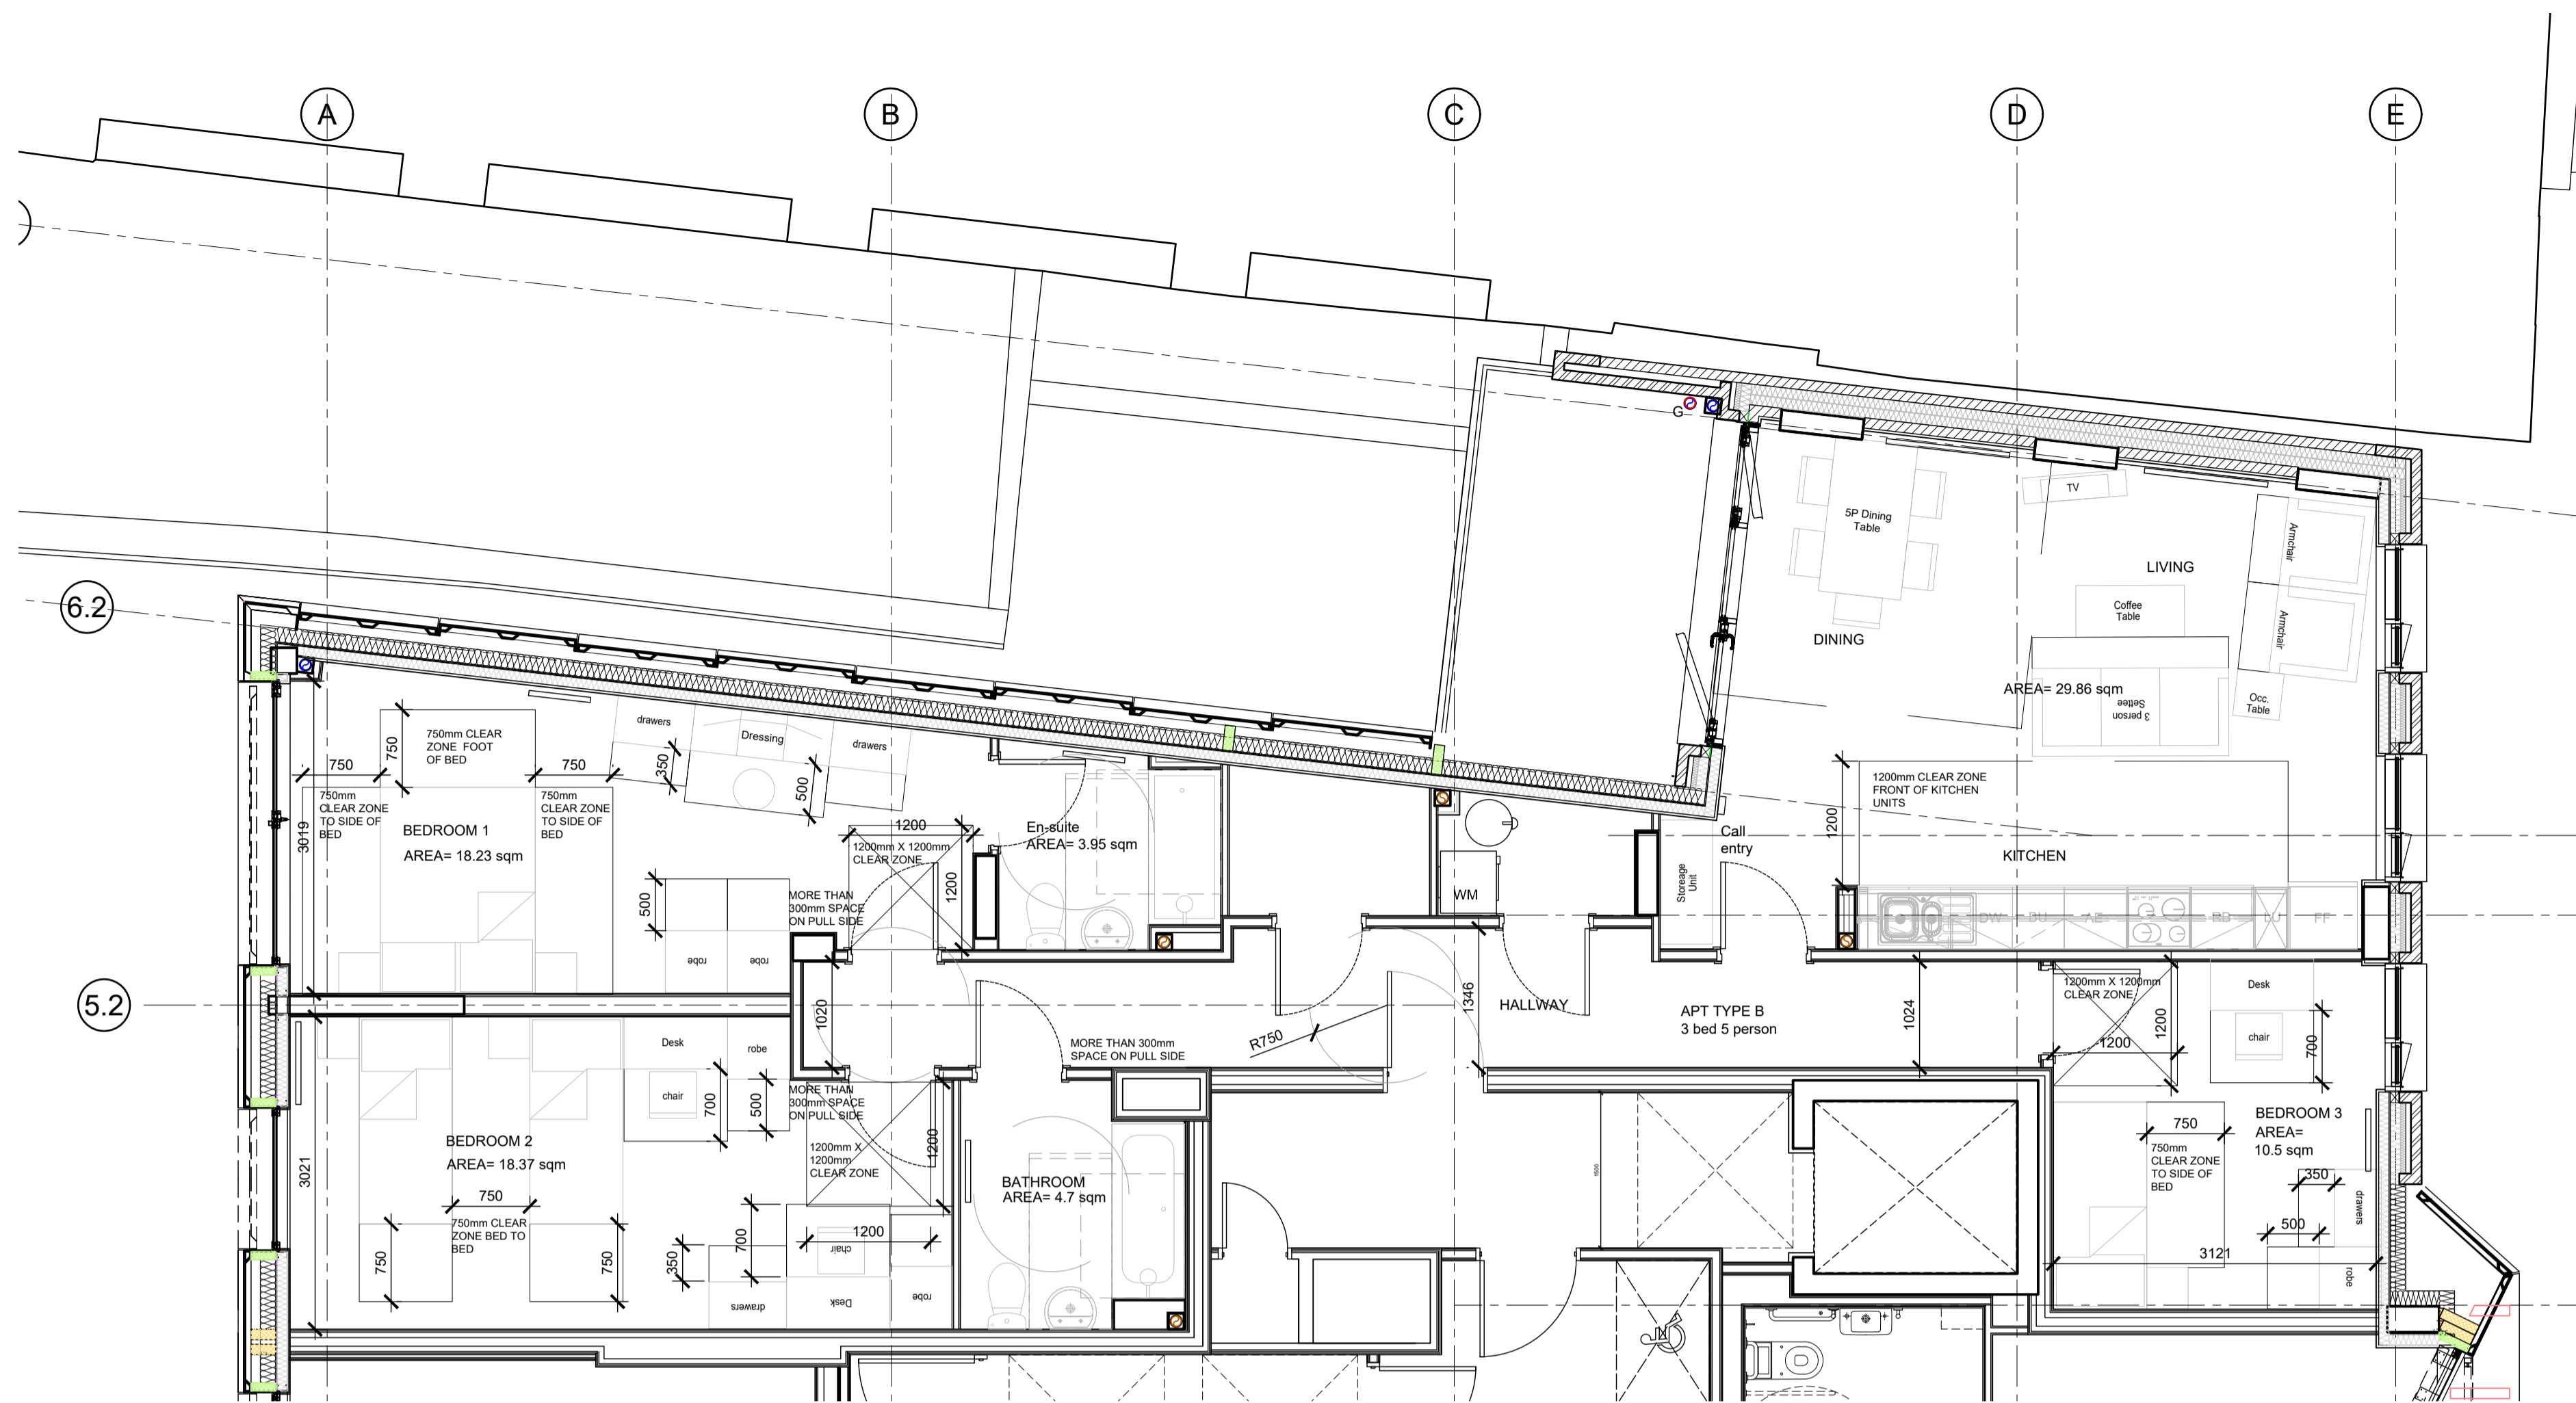 A
B
C
D
E
6.2
5.2
G
TV
5P Dining
Table
Armchair
Armchair
LIVING
Coffee
Table
DINING
AREA= 29.86 sqm
3 person
Settee
Occ.
Table
1200mm CLEAR ZONE
FRONT OF KITCHEN
UNITS
1200
KITCHEN
Call
entry
Storeage
Unit
WM
DW
BU
RB
LU
FF
drawers
Dressing
drawers
750mm CLEAR
ZONE FOOT
OF BED
750
750
750
350
500
750mm
CLEAR ZONE
TO SIDE OF
BED
750mm
CLEAR ZONE
TO SIDE OF
BED
3019
BEDROOM 1
AREA= 18.23 sqm
1200
1200mm X 1200mm
CLEAR ZONE
1200
En-suite
AREA= 3.95 sqm
MORE THAN
300mm SPACE
ON PULL SIDE
500
robe
robe
1020
1346
HALLWAY
APT TYPE B
3 bed 5 person
1024
R750
MORE THAN 300mm
SPACE ON PULL SIDE
1200mm X 1200mm
CLEAR ZONE
1200
1200
Desk
chair
700
Desk
robe
chair
700
500
MORE THAN
300mm SPACE
ON PULL SIDE
1200mm X
1200mm
CLEAR ZONE
1200
BEDROOM 2
AREA= 18.37 sqm
3021
750
750mm CLEAR
ZONE BED TO
BED
750
750
350
700
1200
chair
drawers
Desk
robe
BATHROOM
AREA= 4.7 sqm
1500
750
750mm
CLEAR ZONE
TO SIDE OF
BED
BEDROOM 3
AREA=
10.5 sqm
350
drawers
500
3121
robe